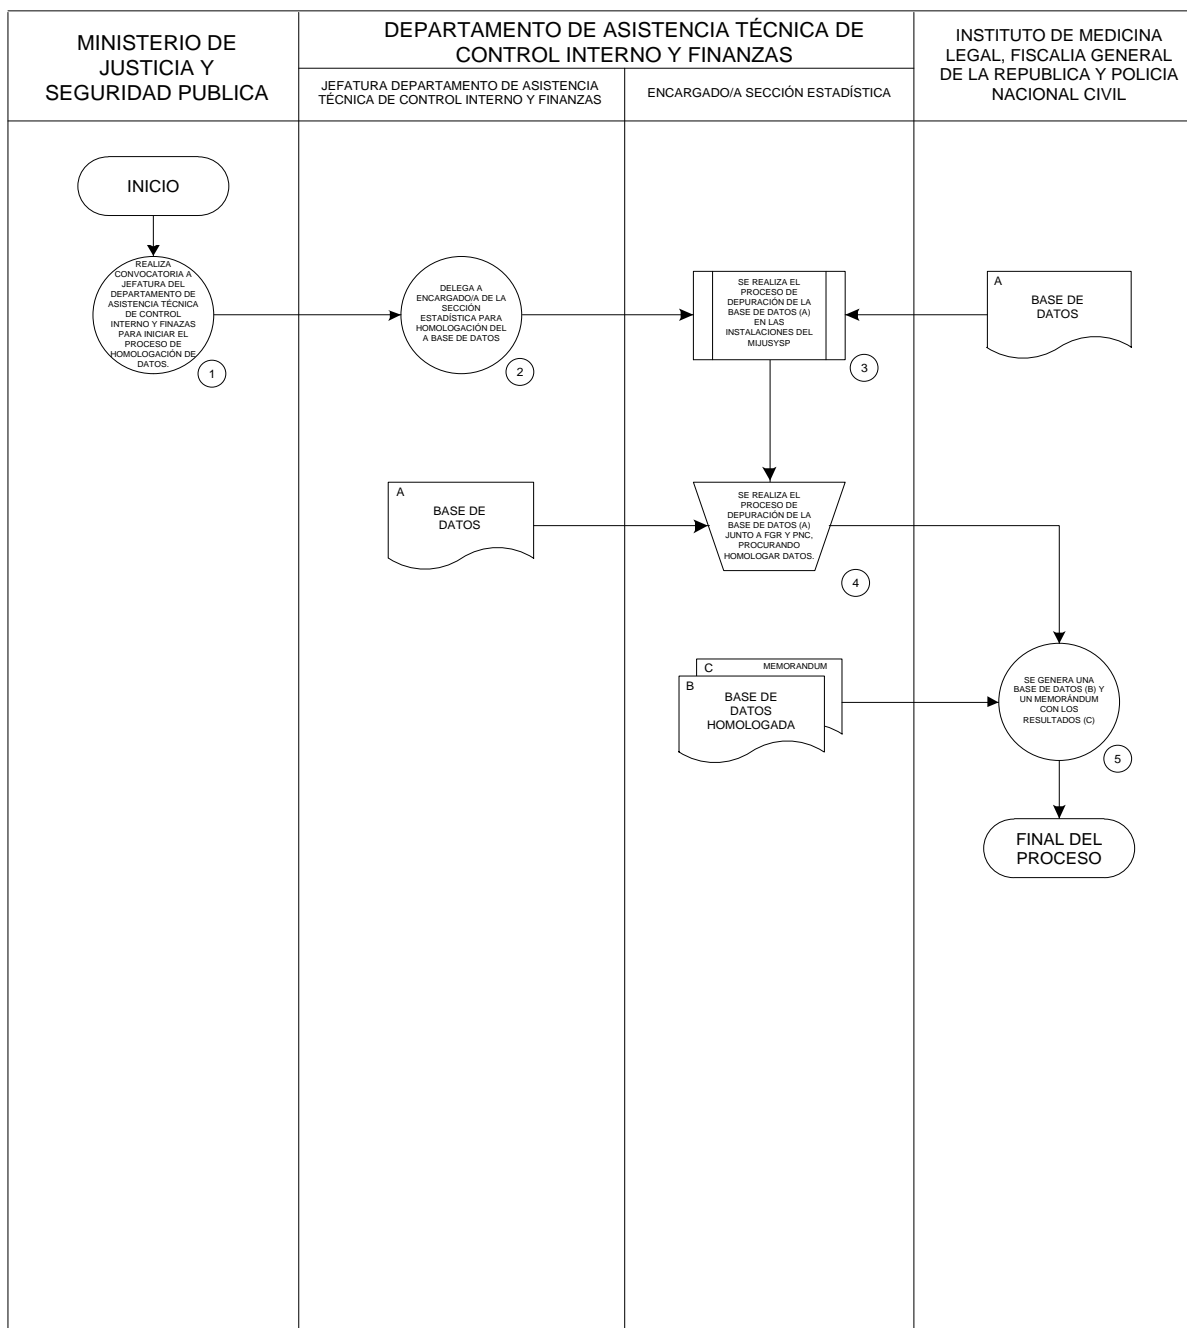 MINISTERIO DE
JUSTICIA Y
SEGURIDAD PUBLICA
DEPARTAMENTO DE ASISTENCIA TÉCNICA DE
CONTROL INTERNO Y FINANZAS
JEFATURA DEPARTAMENTO DE ASISTENCIA
TÉCNICA DE CONTROL INTERNO Y FINANZAS
ENCARGADO/A SECCIÓN ESTADÍSTICA
INSTITUTO DE MEDICINA
LEGAL, FISCALIA GENERAL
DE LA REPUBLICA Y POLICIA
NACIONAL CIVIL
INICIO
REALIZA
CONVOCATORIA A
JEFATURA DEL
DEPARTAMENTO DE
ASISTENCIA TÉCNICA
DE CONTROL
INTERNO Y FINAZAS
PARA INICIAR EL
PROCESO DE
HOMOLOGACIÓN DE
DATOS.
1
DELEGA A
ENCARGADO/A DE LA
SECCIÓN
ESTADÍSTICA PARA
HOMOLOGACIÓN DEL
A BASE DE DATOS
2
SE REALIZA EL
PROCESO DE
DEPURACIÓN DE LA
BASE DE DATOS (A)
EN LAS
INSTALACIONES DEL
MIJUSYSP
3
A
BASE DE
DATOS
A
BASE DE
DATOS
SE REALIZA EL
PROCESO DE
DEPURACIÓN DE LA
BASE DE DATOS (A)
JUNTO A FGR Y PNC,
PROCURANDO
HOMOLOGAR DATOS.
4
C
MEMORANDUM
B
BASE DE
DATOS
HOMOLOGADA
SE GENERA UNA
BASE DE DATOS (B) Y
UN MEMORÁNDUM
CON LOS
RESULTADOS (C)
5
FINAL DEL
PROCESO